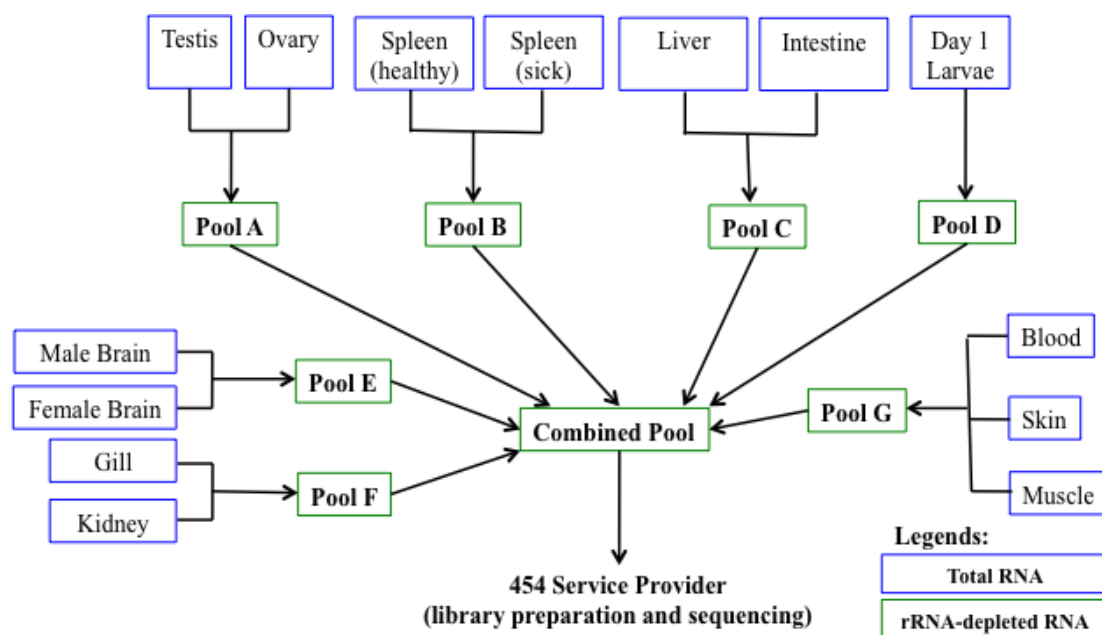 Testis
Ovary
Spleen
(healthy)
Spleen
(sick)
Liver
Intestine
Day 1
Larvae
Pool A
Pool B
Pool C
Pool D
Male Brain
Female Brain
Pool E
Gill
Kidney
Pool F
Combined Pool
Pool G
Blood
Skin
Muscle
454 Service Provider
(library preparation and sequencing)
Legends:
Total RNA
rRNA-depleted RNA